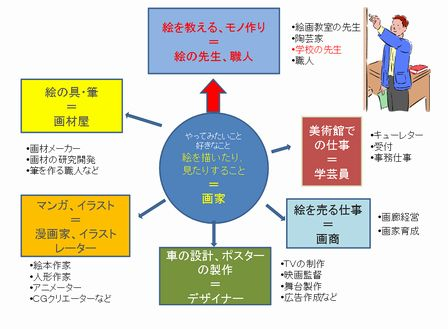 絵を教える、モノ作り
＝
絵の先生、職人
•絵画教室の先生
•陶芸家
•学校の先生
•職人
絵の具・筆
＝
画材屋
•画材メーカー
•画材の研究開発
•筆を作る職人など
やってみたいこと
好きなこと
絵を描いたり、
見たりすること
＝
画家
美術館で
の仕事＝
学芸員
•キューレター
•受付
•事務仕事
マンガ、イラスト
＝
漫画家、イラスト
レーター
•絵本作家
•人形作家
•アニメーター
•CGクリエーターなど
車の設計、ポスター
の製作
＝
デザイナー
絵を売る仕事
＝
画商
•画廊経営
•画家育成
•TVの制作
•映画監督
•舞台製作
•広告作成など